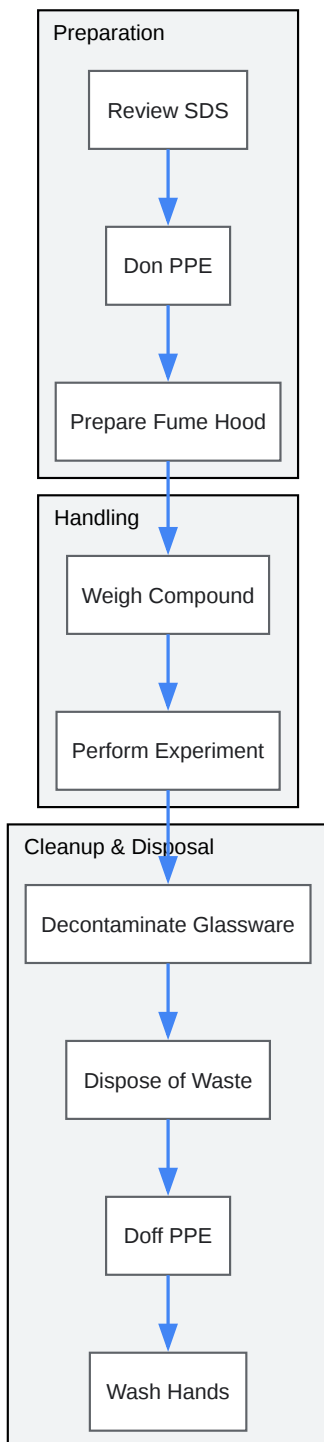 Preparation
Review SDS
Don PPE
Prepare Fume Hood
Handling
Weigh Compound
Perform Experiment
Cleanup & Disposal
Decontaminate Glassware
Dispose of Waste
Doff PPE
Wash Hands